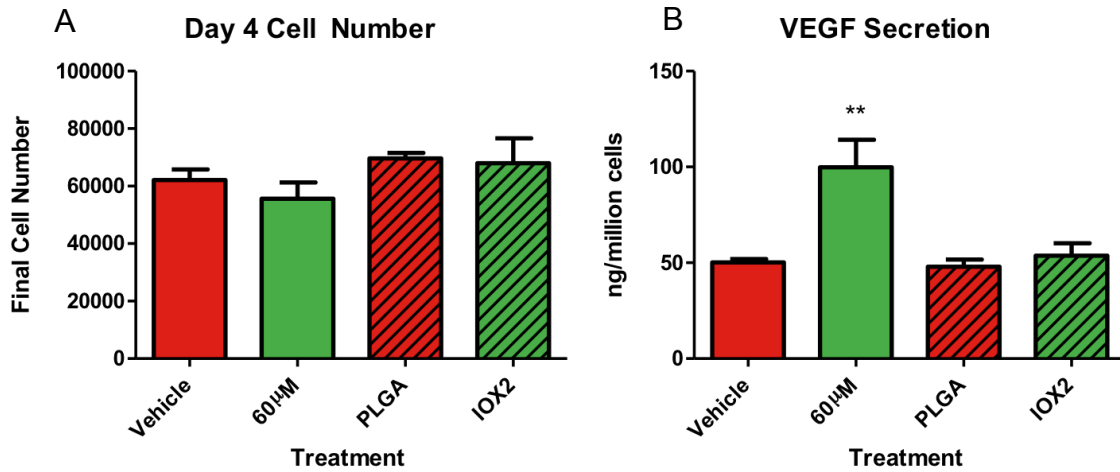 A
Day 4 Cell Number
Final Cell Number
100000
80000
60000
40000
20000
0
Vehicle
60µM
PLGA
IOX2
Treatment
B
VEGF Secretion
ng/million cells
150
100
50
0
**
Vehicle
60µM
PLGA
IOX2
Treatment